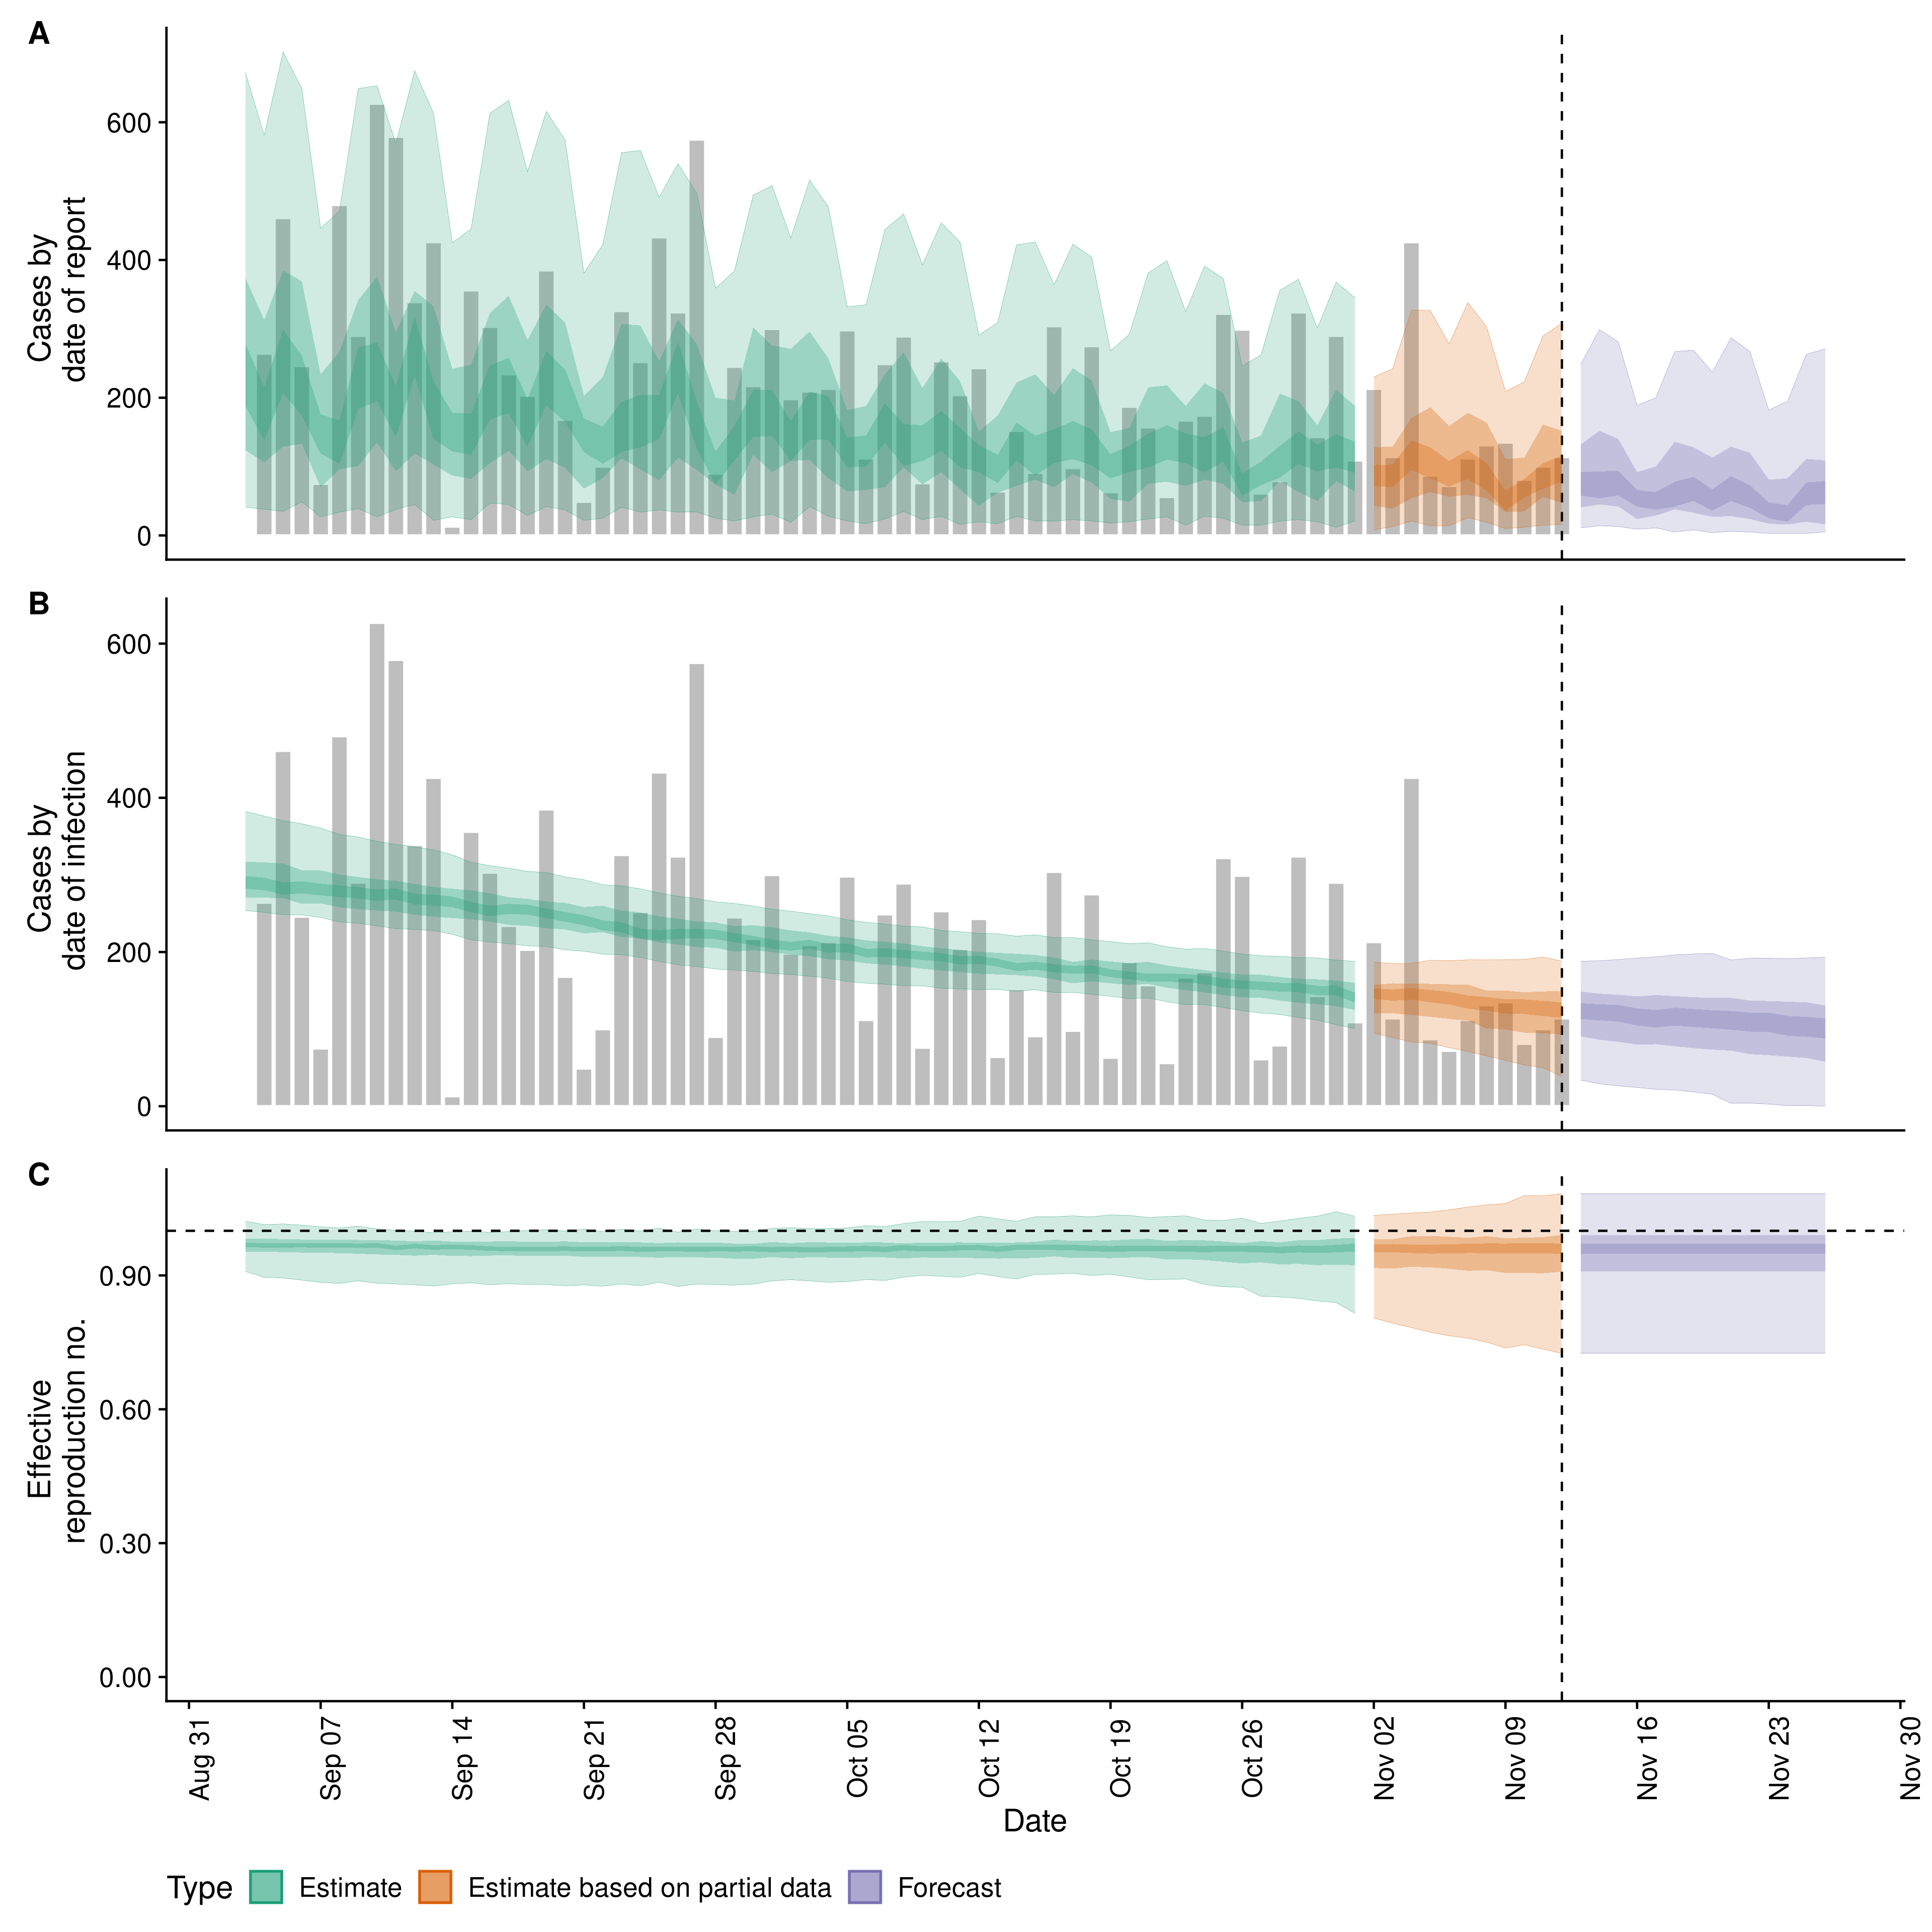 A
600
400
200
0
Cases by
date of report
B
600
400
200
0
Cases by
date of infection
C
0.90
0.60
0.30
0.00
Effective
reproduction no.
Aug 31
Sep 07
Sep 14
Sep 21
Sep 28
Oct 05
Oct 12
Oct 19
Oct 26
Nov 02
Nov 09
Nov 16
Nov 23
Nov 30
Date
Type Estimate Estimate based on partial data Forecast